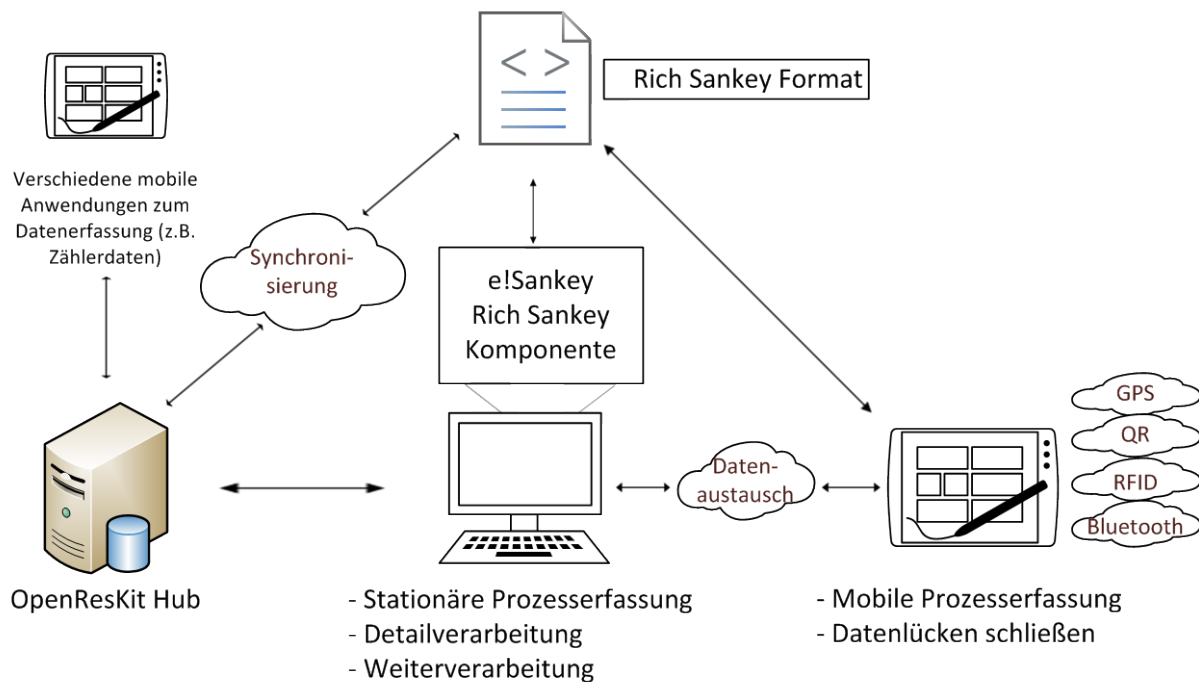 Rich Sankey Format
Verschiedene mobile
Anwendungen zum
Datenerfassung (z.B.
Zählerdaten)
Synchroni-
sierung
e!Sankey
Rich Sankey
Komponente
GPS
QR
RFID
Bluetooth
Daten-
austausch
OpenResKit Hub
- Stationäre Prozesserfassung
- Detailverarbeitung
- Weiterverarbeitung
- Mobile Prozesserfassung
- Datenlücken schließen